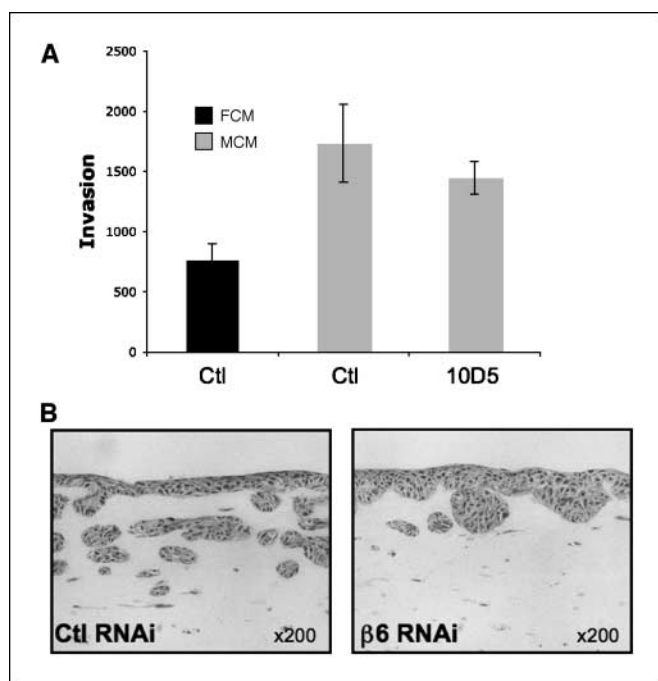 A
2500
2000
1500
1000
500
0
Invasion
FCM
MCM
Ctl
Ctl
10D5
B
Ctl RNAi
x200
β6 RNAi
x200